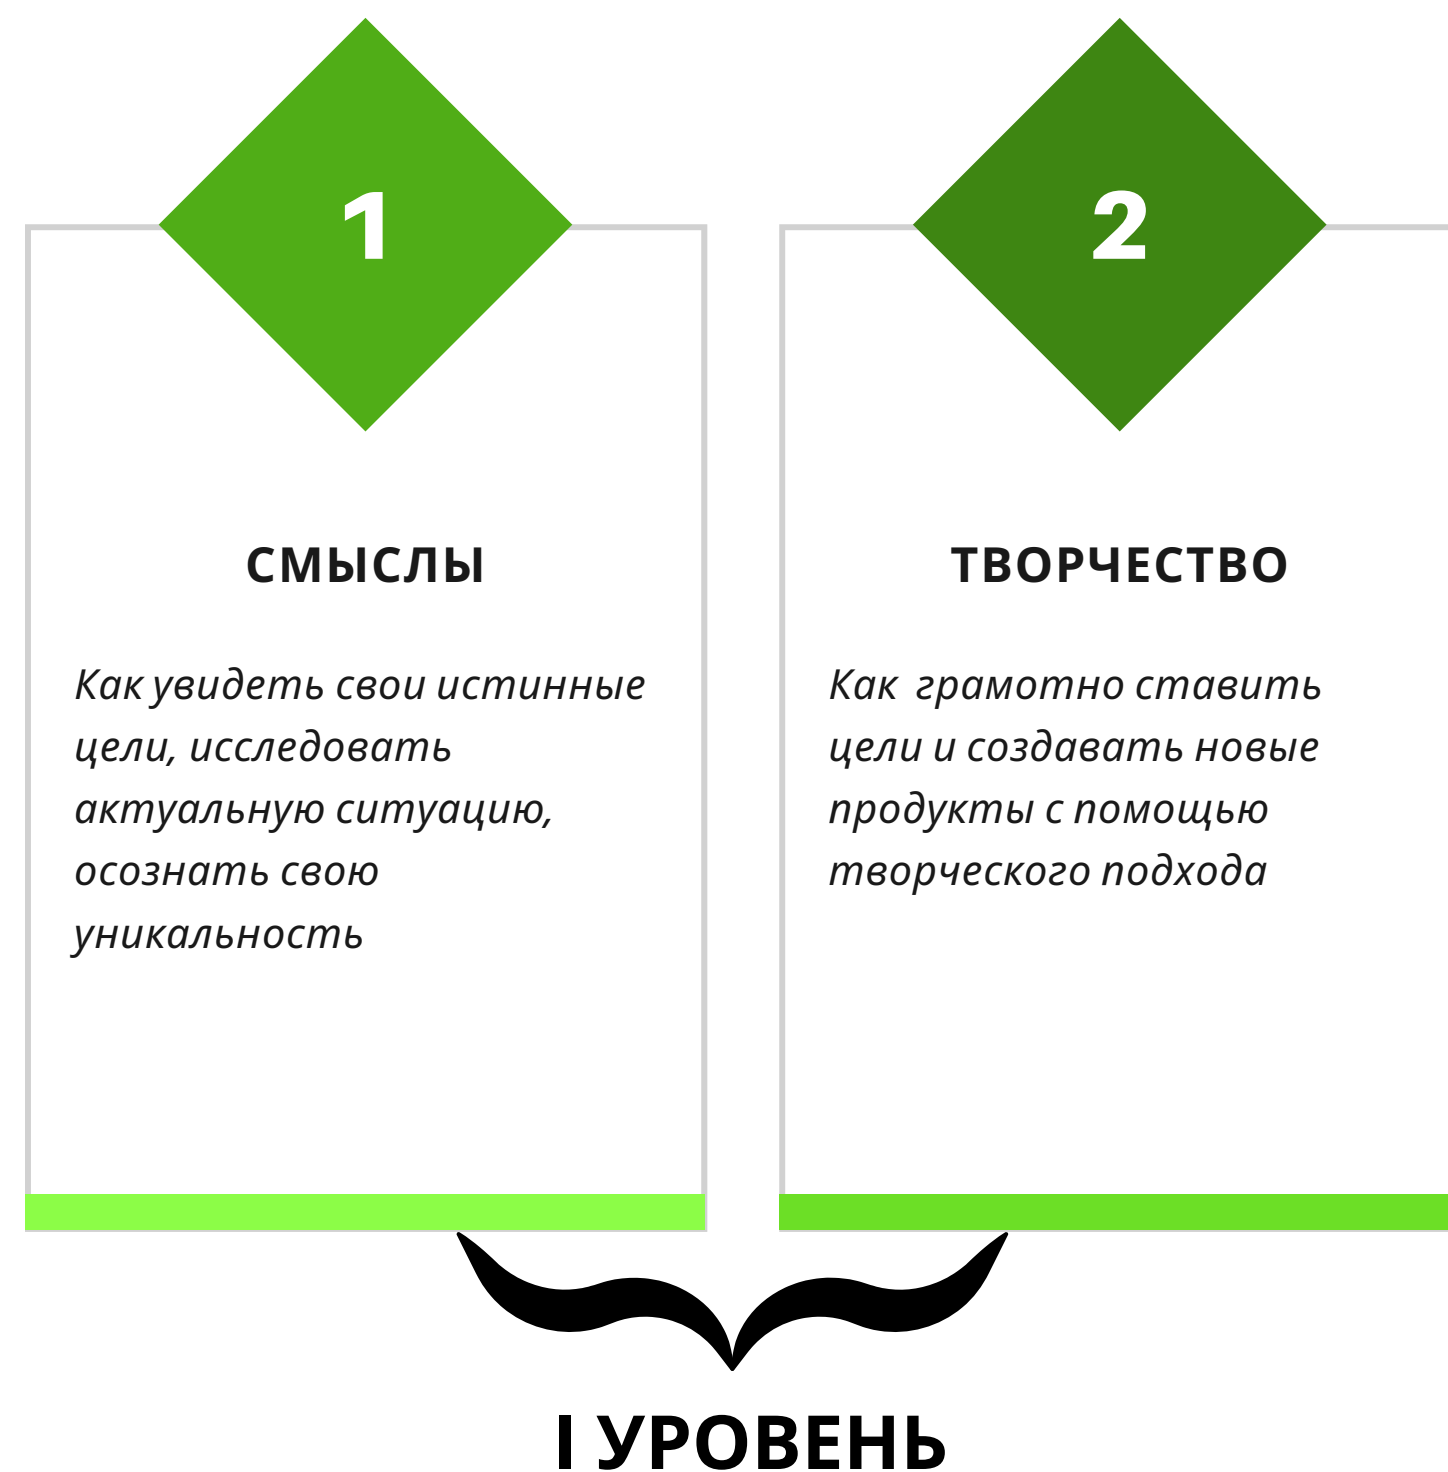 1
СМЫСЛЫ
Как увидеть свои истинные
цели, исследовать
актуальную ситуацию,
осознать свою
уникальность
2
ТВОРЧЕСТВО
Как  грамотно ставить
цели и создавать новые
продукты с помощью
творческого подхода
I УРОВЕНЬ